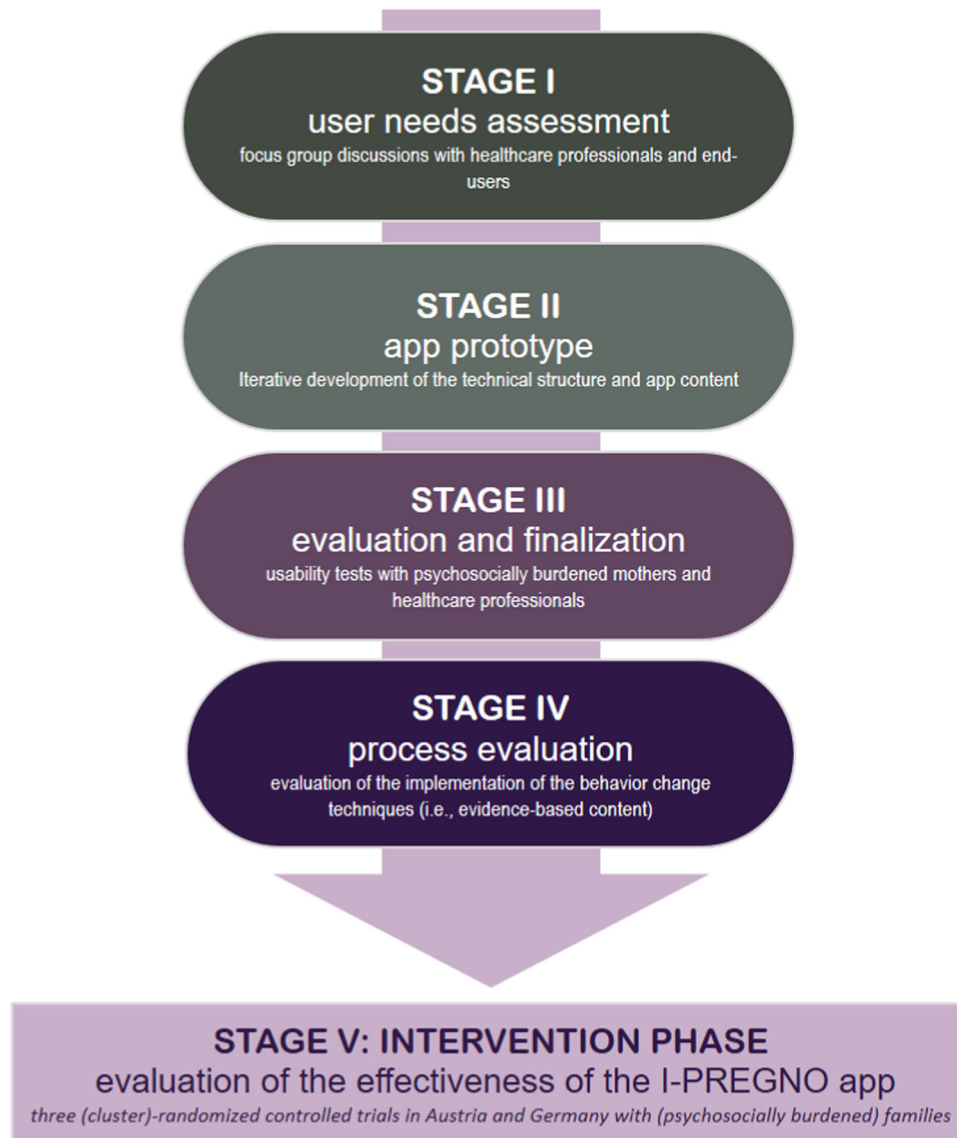 STAGE I
user needs assessment
focus group discussions with healthcare professionals and end-
users
STAGE II
app prototype
Iterative development of the technical structure and app content
STAGE III
evaluation and finalization
usability tests with psychosocially burdened mothers and
healthcare professionals
STAGE IV
process evaluation
evaluation of the implementation of the behavior change
techniques (i.e., evidence-based content)
STAGE V: INTERVENTION PHASE
evaluation of the effectiveness of the I-PREGNO app
three (cluster)-randomized controlled trials in Austria and Germany with (psychosocially burdened) families